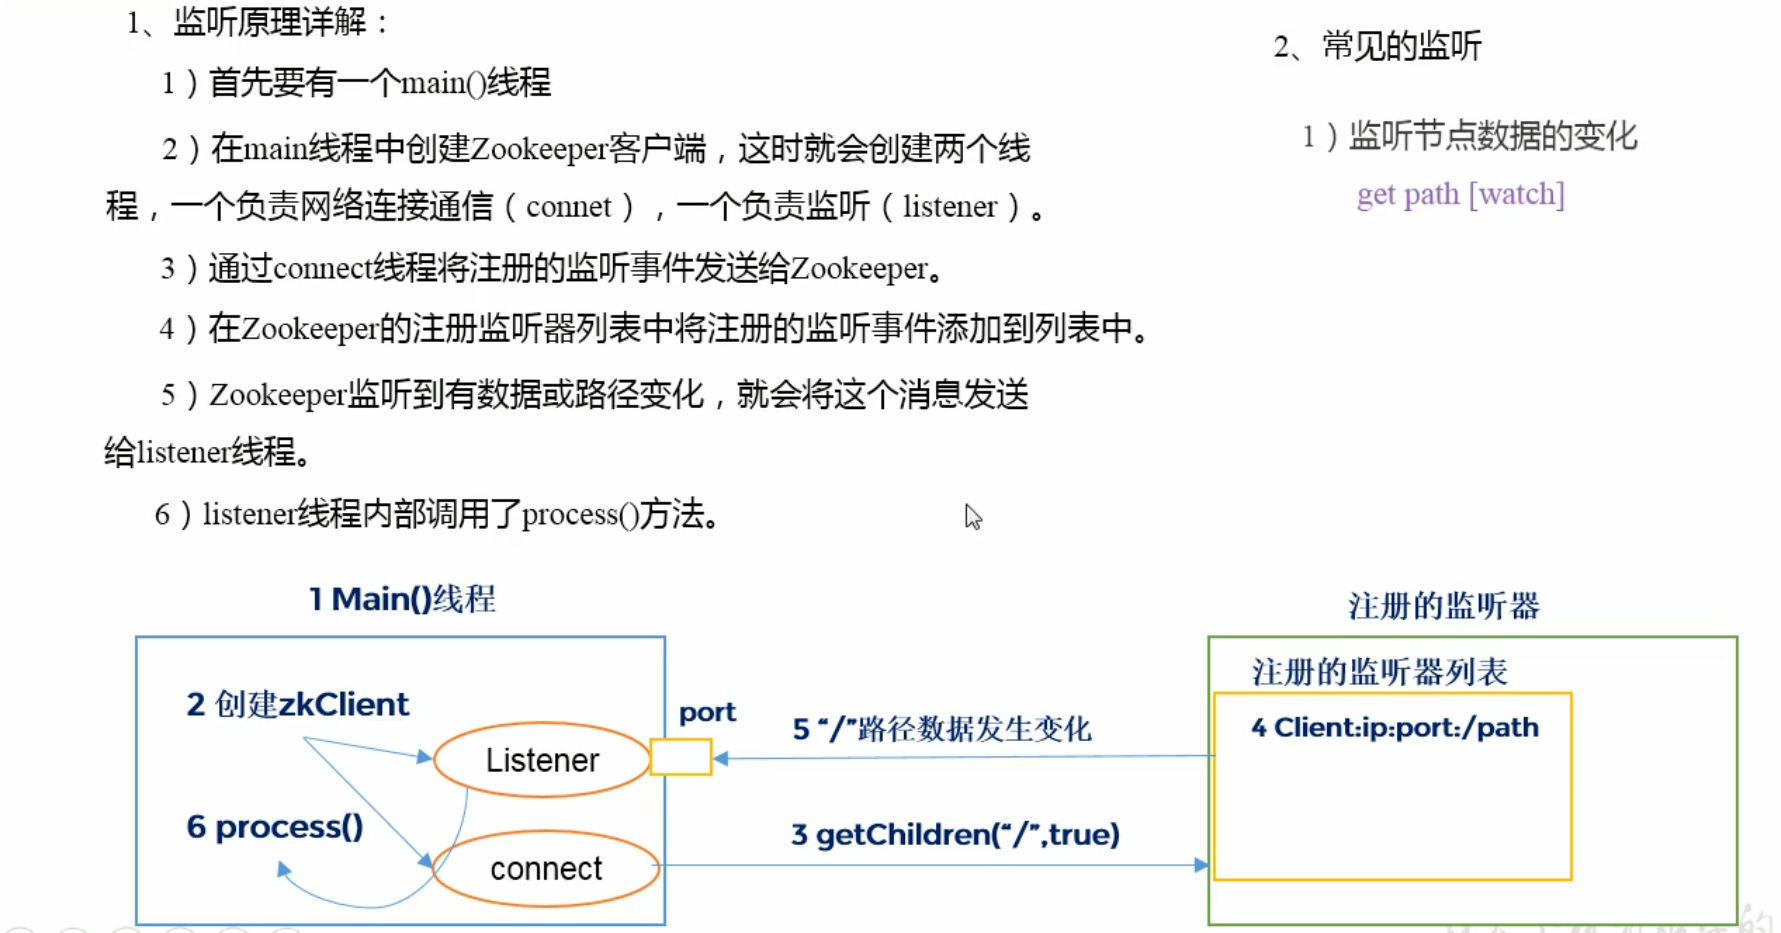 1、监听原理详解：
1）首先要有一个main()线程
2）在main线程中创建Zookeeper客户端，这时就会创建两个线
程，一个负责网络连接通信（connet），一个负责监听（listener）。
3）通过connect线程将注册的监听事件发送给Zookeeper。
4）在Zookeeper的注册监听器列表中将注册的监听事件添加到列表中。
5）Zookeeper监听到有数据或路径变化，就会将这个消息发送
给listener线程。
6）listener线程内部调用了process()方法。
2、常见的监听
1）监听节点数据的变化
get path [watch]
1 Main()线程
2 创建zkClient
Listener
6 process()
connect
port
5 “/”路径数据发生变化
3 getChildren(“/”,true)
注册的监听器
注册的监听器列表
4 Client:ip:port:/path